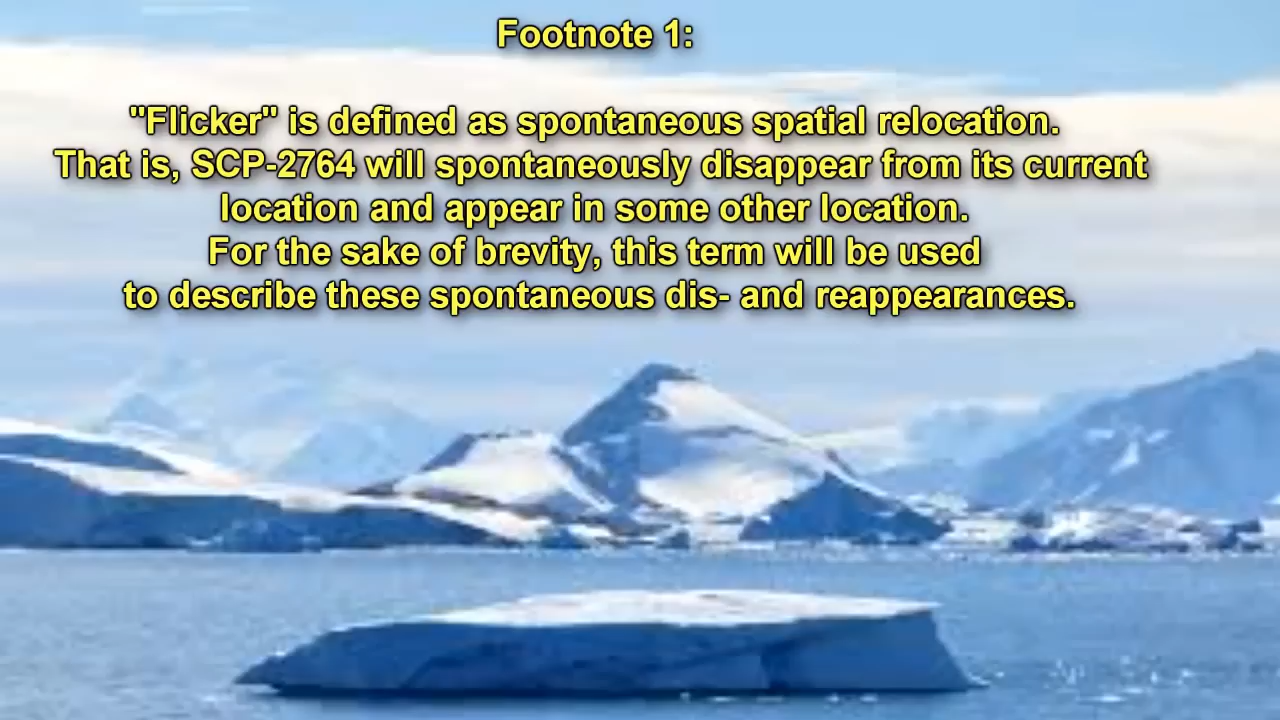 Footnote 1:
"Flicker" is defined as spontaneous spatial relocation.
That is, SCP-2764 will spontaneously disappear from its current
location and appear in some other location.
For the sake of brevity, this term will be used
to describe these spontaneous dis- and reappearances.